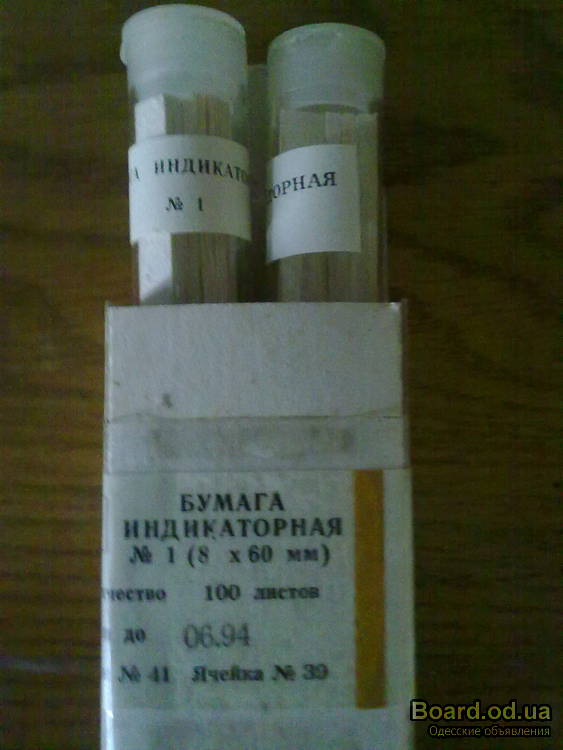 ИНДИКАТО
№ 1
ОРНАЯ
БУМАГА
ИНДИКАТОРНАЯ
№ 1 (8 х 60 мм)
чество 100 листов
до 06.94
№ 41 Ячейка № 39
Board.od.ua
Одесские объявления